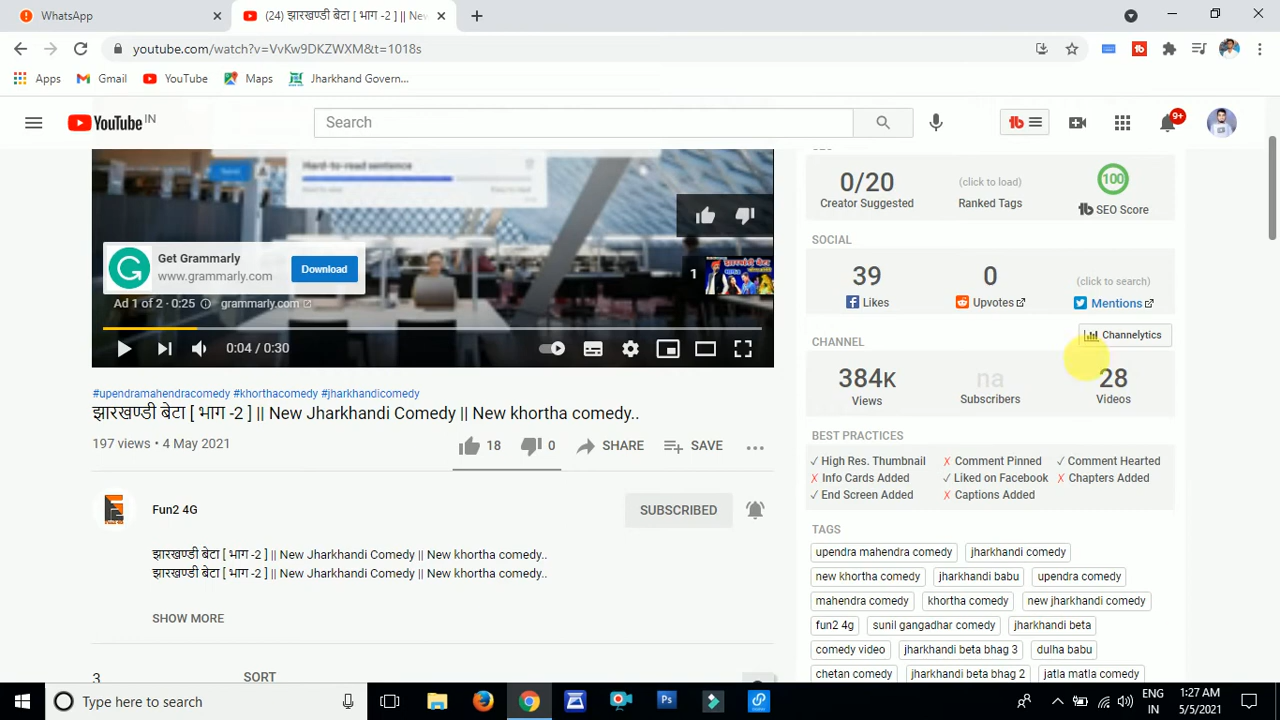 WhatsApp
(24) झारखण्डी बेटा [ भाग -2 ] || Nev
youtube.com/watch?v=VvKw9DKZWXM&t=1018s
Apps
Gmail
YouTube
Maps
Jharkhand Govern...
YouTube IN
Search
9+
Hard-to-read sentence
Get Grammarly
www.grammarly.com
Download
Ad 1 of 2 · 0:25
grammarly.com
1
0:04 / 0:30
#upendramahendracomedy #khorthacomedy #jharkhandicomedy
झारखण्डी बेटा [ भाग -2 ] || New Jharkhandi Comedy || New khortha comedy..
197 views • 4 May 2021
18
0
SHARE
SAVE
Fun2 4G
SUBSCRIBED
झारखण्डी बेटा [ भाग -2 ] || New Jharkhandi Comedy || New khortha comedy..
झारखण्डी बेटा [ भाग -2 ] || New Jharkhandi Comedy || New khortha comedy..
SHOW MORE
3
SORT
0/20
Creator Suggested
(click to load)
Ranked Tags
100
SEO Score
SOCIAL
39
Likes
0
Upvotes
(click to search)
Mentions
CHANNEL
Channelytics
384K
Views
na
Subscribers
28
Videos
BEST PRACTICES
✓ High Res. Thumbnail
✗ Comment Pinned
✓ Comment Hearted
✗ Info Cards Added
✓ Liked on Facebook
✗ Chapters Added
✓ End Screen Added
✗ Captions Added
TAGS
upendra mahendra comedy
jharkhandi comedy
new khortha comedy
jharkhandi babu
upendra comedy
mahendra comedy
khortha comedy
new jharkhandi comedy
fun2 4g
sunil gangadhar comedy
jharkhandi beta
comedy video
jharkhandi beta bhag 3
dulha babu
chetan comedy
jharkhandi beta bhag 2
jatla matla comedy
Type here to search
Ps
ENG
IN
1:27 AM
5/5/2021